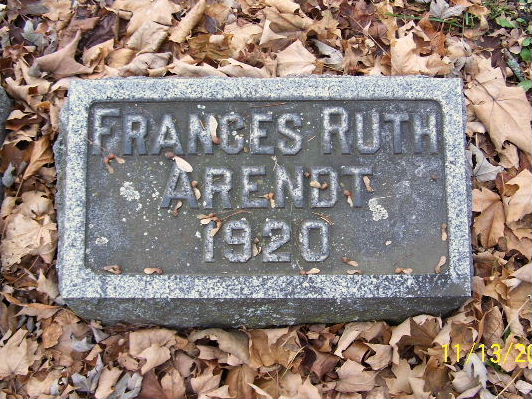 FRANCES RUTH
ARENDT
1920
11/13/20